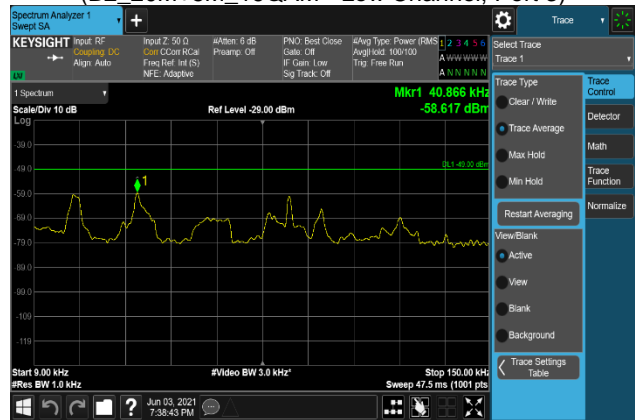 Spectrum Analyzer 1
Swept SA
+
Trace
KEYSIGHT
Input: RF
Coupling: DC
Align: Auto
Input Z: 50 Ω
Corr CCorr RCal
Freq Ref: Int (S)
NFE: Adaptive
#Atten: 6 dB
Preamp: Off
PNO: Best Close
Gate: Off
IF Gain: Low
Sig Track: Off
#Avg Type: Power (RMS
Avg|Hold: 100/100
Trig: Free Run
1 2 3 4 5 6
A W W W W W
A N N N N N
Select Trace
Trace 1
LXI
1 Spectrum
Scale/Div 10 dB
Log
Ref Level -29.00 dBm
Mkr1 40.866 kHz
-58.617 dBm
-39.0
-49.0
-59.0
-69.0
-79.0
-89.0
-99.0
-109
-119
DL1 -49.00 dBm
1
Start 9.00 kHz
#Res BW 1.0 kHz
#Video BW 3.0 kHz*
Stop 150.00 kHz
Sweep 47.5 ms (1001 pts
Trace Type
Clear / Write
Trace Average
Max Hold
Min Hold
Restart Averaging
View/Blank
Active
View
Blank
Background
Trace Settings
Table
Trace
Control
Detector
Math
Trace
Function
Normalize
?
Jun 03, 2021
7:38:43 PM